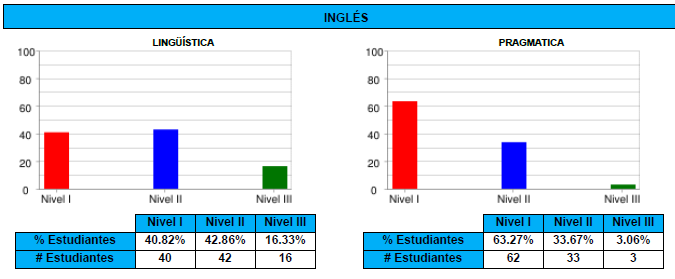 INGLÉS
LINGÜÍSTICA
100
80
60
40
20
0
Nivel I Nivel II Nivel III
Nivel I Nivel II Nivel III
% Estudiantes 40.82% 42.86% 16.33%
# Estudiantes 40 42 16
PRAGMATICA
100
80
60
40
20
0
Nivel I Nivel II Nivel III
Nivel I Nivel II Nivel III
% Estudiantes 63.27% 33.67% 3.06%
# Estudiantes 62 33 3